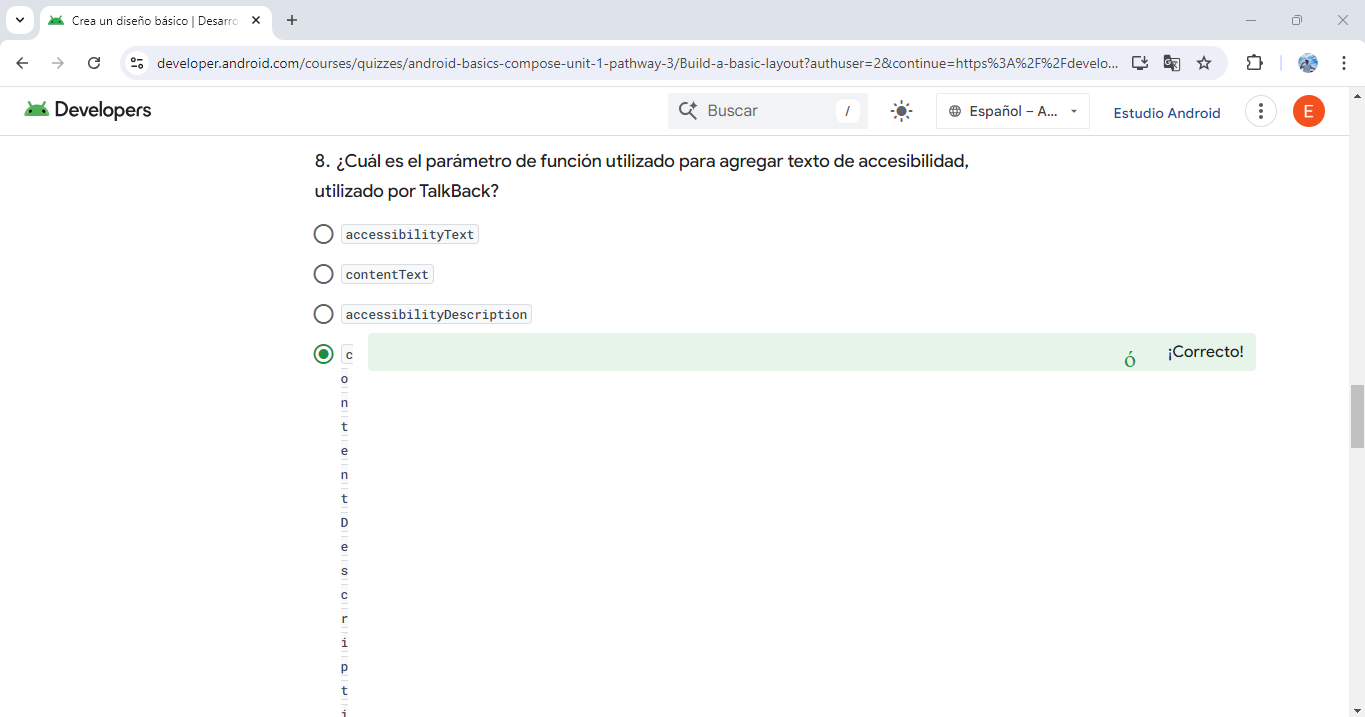 Crea un diseño básico | Desarro
developer.android.com/courses/quizzes/android-basics-compose-unit-1-pathway-3/Build-a-basic-layout?authuser=2&continue=https%3A%2F%2Fdevelo...
Developers
Buscar
/
Español – A...
Estudio Android
E
8. ¿Cuál es el parámetro de función utilizado para agregar texto de accesibilidad,
utilizado por TalkBack?
accessibilityText
contentText
accessibilityDescription
c
o
n
t
e
n
t
D
e
s
c
r
i
p
t
i
ó
¡Correcto!